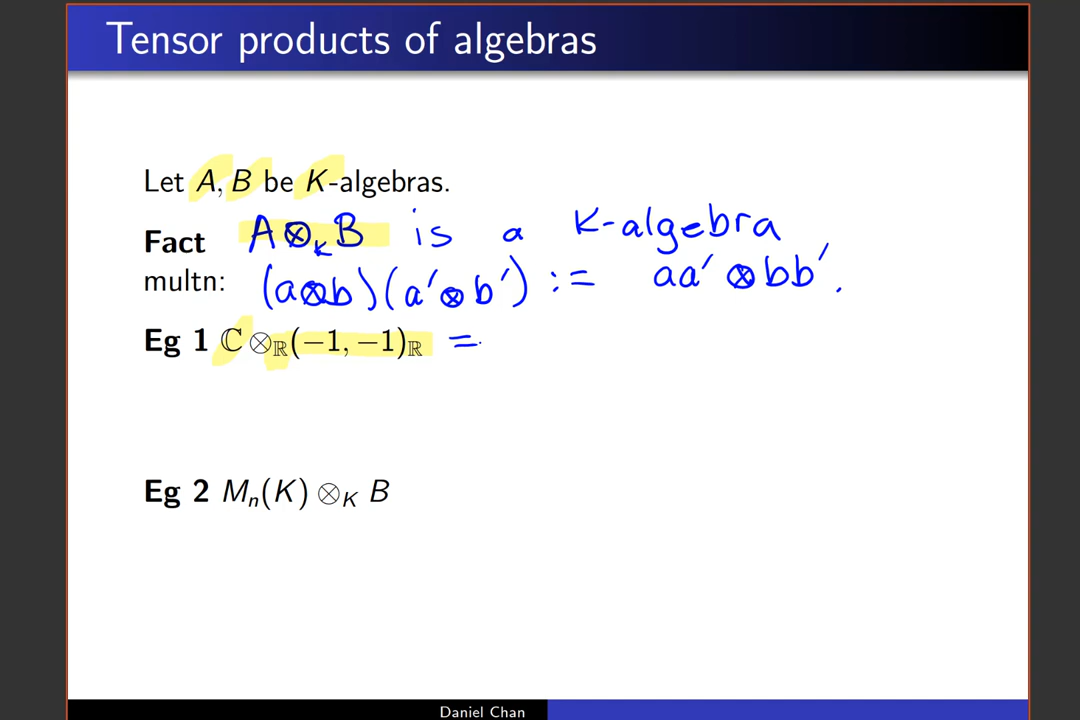 Tensor products of algebras
Let A, B be K-algebras.
Fact A ⊗_K B is a K-algebra
multn: (a⊗b)(a'⊗b') := aa' ⊗ bb'.
Eg 1 ℂ ⊗_ℝ (−1, −1)_ℝ =
Eg 2 M_n(K) ⊗_K B
Daniel Chan